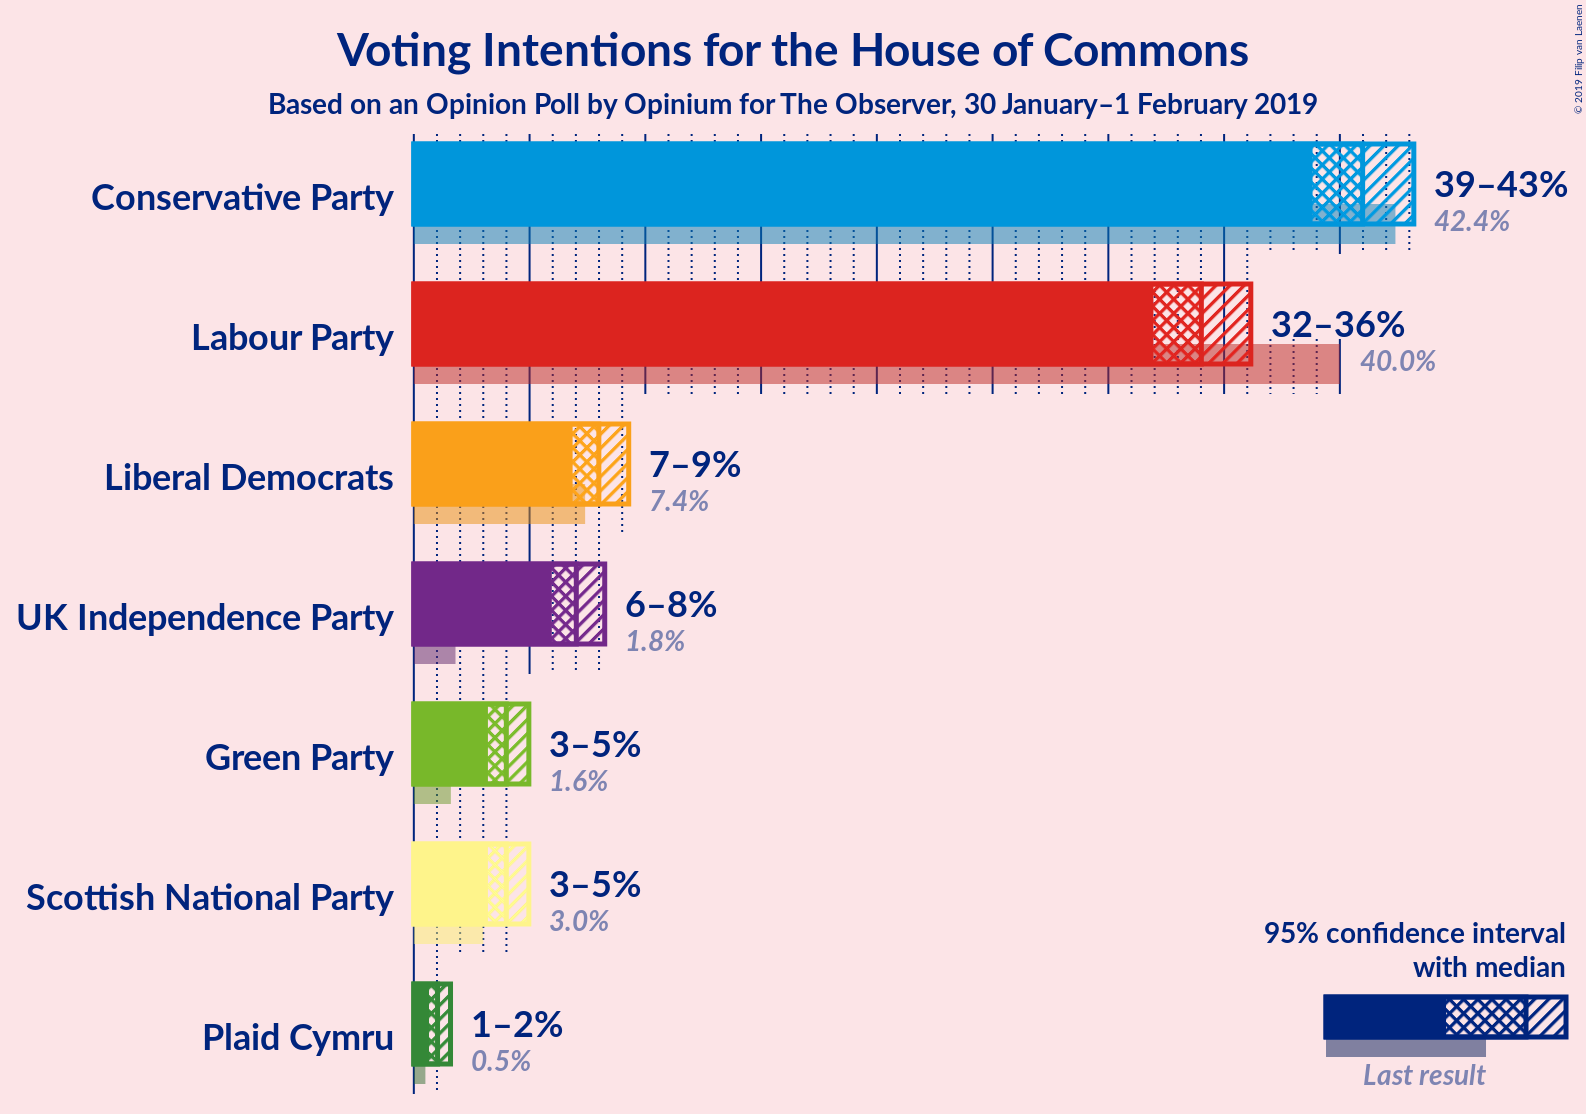 Voting Intentions for the House of Commons
Based on an Opinion Poll by Opinium for The Observer, 30 January–1 February 2019
© 2019 Filip van Laenen
Conservative Party
39–43%
42.4%
Labour Party
32–36%
40.0%
Liberal Democrats
7–9%
7.4%
UK Independence Party
6–8%
1.8%
Green Party
3–5%
1.6%
Scottish National Party
3–5%
3.0%
Plaid Cymru
1–2%
0.5%
95% confidence interval
with median
Last result